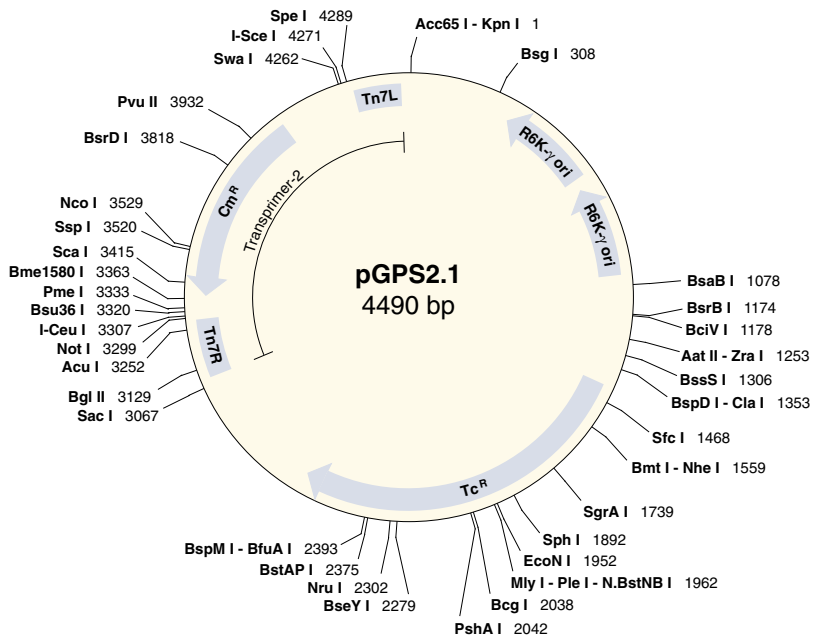 Spe I 4289
I-Sce I 4271
Swa I 4262
Acc65 I - Kpn I 1
Bsg I 308
Pvu II 3932
BsrD I 3818
Nco I 3529
Ssp I 3520
Sca I 3415
Bme1580 I 3363
Pme I 3333
Bsu36 I 3320
I-Ceu I 3307
Not I 3299
Acu I 3252
Bgl II 3129
Sac I 3067
Tn7L
R6K-γ ori
R6K-γ ori
CmR
Transprimer-2
Tn7R
pGPS2.1
4490 bp
TcR
BsaB I 1078
BsrB I 1174
BciV I 1178
Aat II - Zra I 1253
BssS I 1306
BspD I - Cla I 1353
Sfc I 1468
Bmt I - Nhe I 1559
SgrA I 1739
Sph I 1892
EcoN I 1952
Mly I - Ple I - N.BstNB I 1962
Bcg I 2038
PshA I 2042
BspM I - BfuA I 2393
BstAP I 2375
Nru I 2302
BseY I 2279